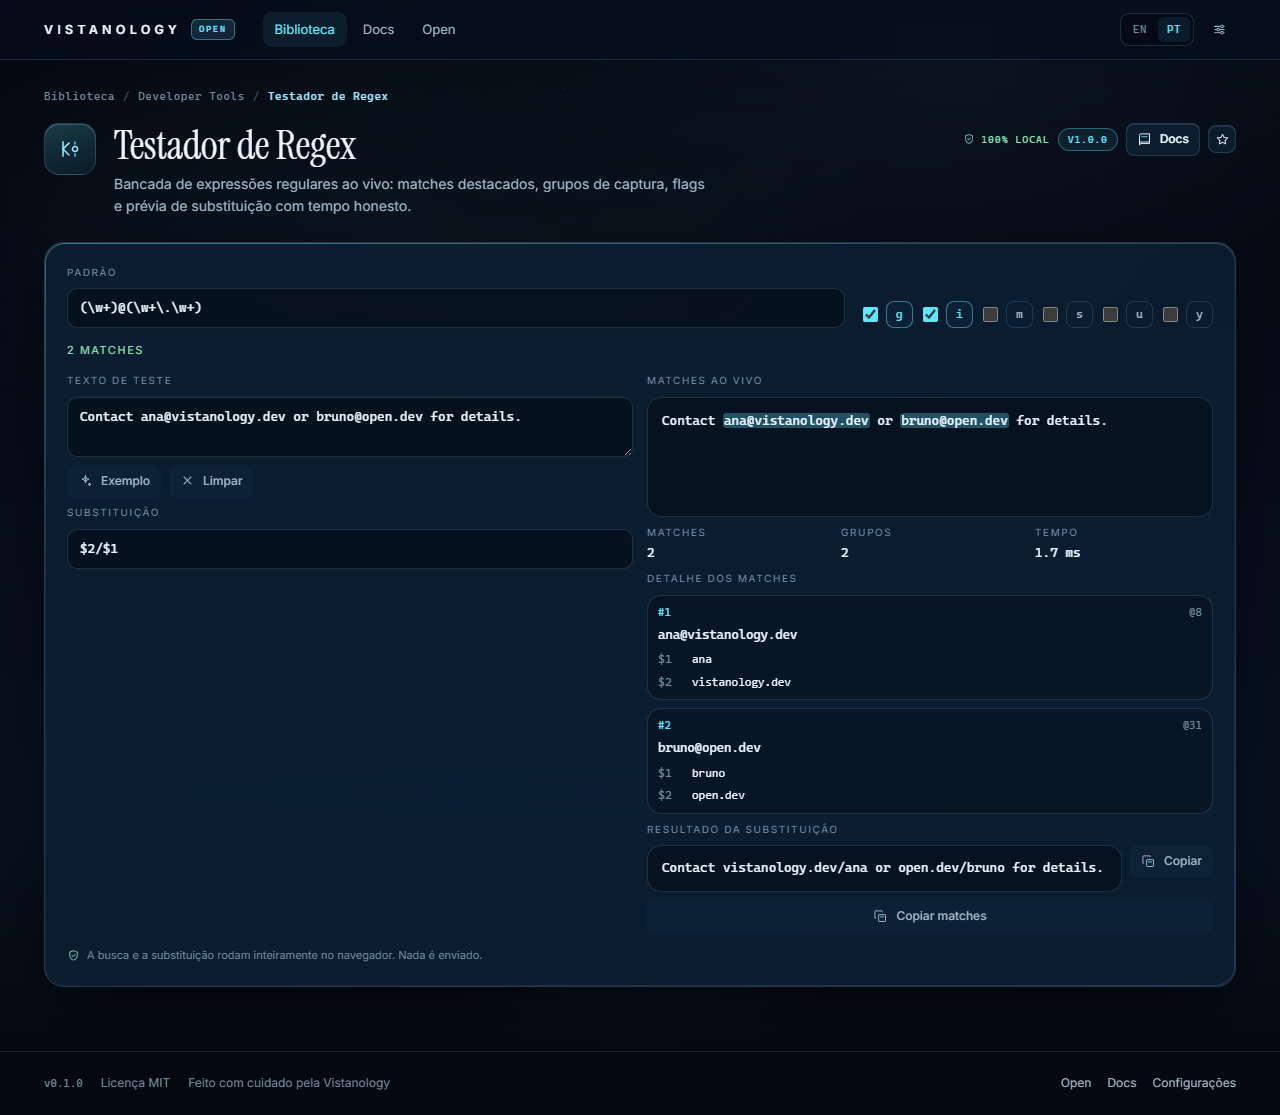 VISTANOLOGY OPEN Biblioteca Docs Open EN PT
Biblioteca / Developer Tools / Testador de Regex
Testador de Regex
100% LOCAL V1.0.0 Docs
Bancada de expressões regulares ao vivo: matches destacados, grupos de captura, flags
e prévia de substituição com tempo honesto.
PADRÃO
(\w+)@(\w+\.\w+)
g i m s u y
2 MATCHES
TEXTO DE TESTE
Contact ana@vistanology.dev or bruno@open.dev for details.
Exemplo Limpar
SUBSTITUIÇÃO
$2/$1
MATCHES AO VIVO
Contact ana@vistanology.dev or bruno@open.dev for details.
MATCHES GRUPOS TEMPO
2 2 1.7 ms
DETALHE DOS MATCHES
#1 @8
ana@vistanology.dev
$1 ana
$2 vistanology.dev
#2 @31
bruno@open.dev
$1 bruno
$2 open.dev
RESULTADO DA SUBSTITUIÇÃO
Contact vistanology.dev/ana or open.dev/bruno for details. Copiar
Copiar matches
A busca e a substituição rodam inteiramente no navegador. Nada é enviado.
v0.1.0 Licença MIT Feito com cuidado pela Vistanology Open Docs Configurações